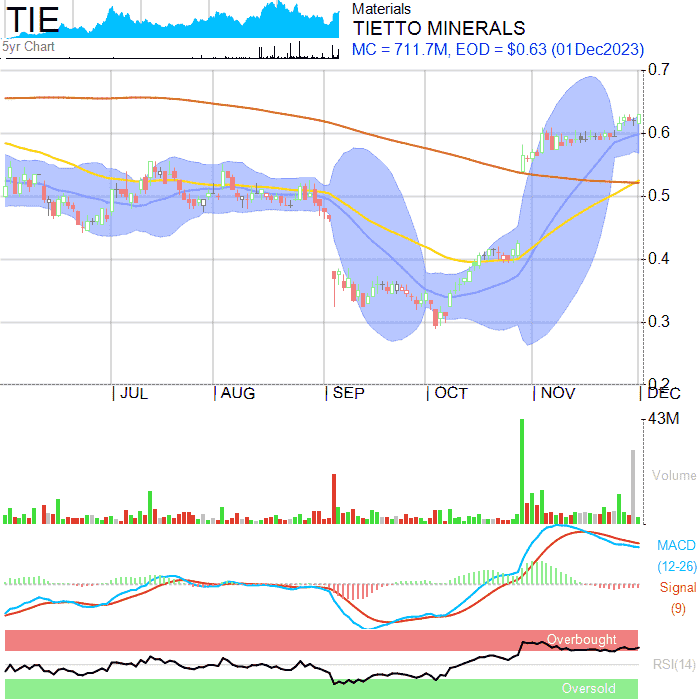 TIE
5yr Chart
Materials
TIETTO MINERALS
MC = 711.7M, EOD = $0.63 (01Dec2023)
0.7
0.6
0.5
0.4
0.3
0.2
JUL AUG SEP OCT NOV DEC
43M
Volume
MACD
(12-26)
Signal
(9)
Overbought
RSI(14)
Oversold